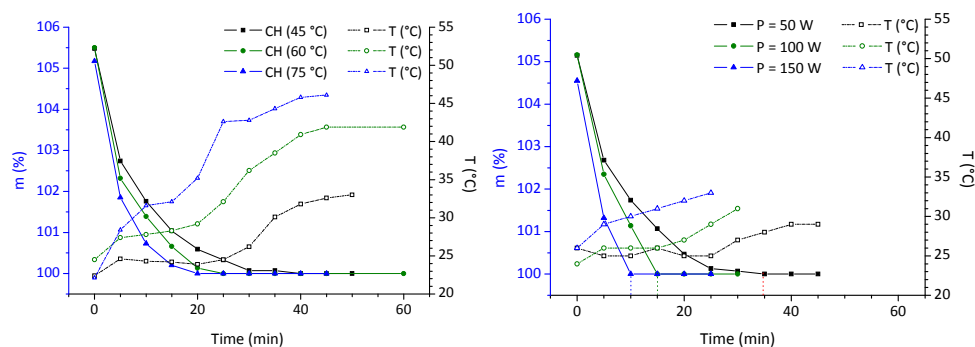 CH (45 °C) T (°C)
CH (60 °C) T (°C)
CH (75 °C) T (°C)
106
105
104
103
102
101
100
m (%)
55
50
45
40
35
30
25
20
T (°C)
0 20 40 60
Time (min)
P = 50 W T (°C)
P = 100 W T (°C)
P = 150 W T (°C)
106
105
104
103
102
101
100
m (%)
55
50
45
40
35
30
25
20
T (°C)
0 20 40 60
Time (min)